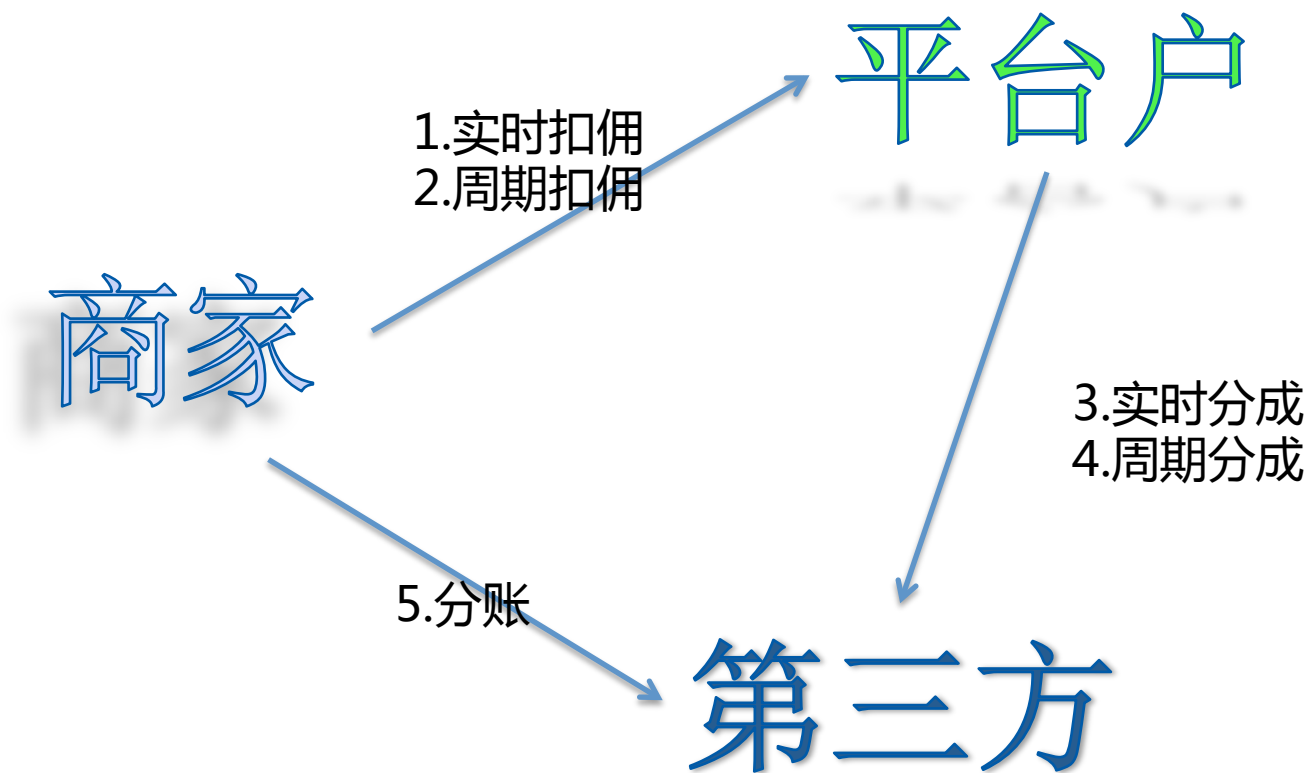 平台户
1.实时扣佣
2.周期扣佣
商家
3.实时分成
4.周期分成
5.分账
第三方